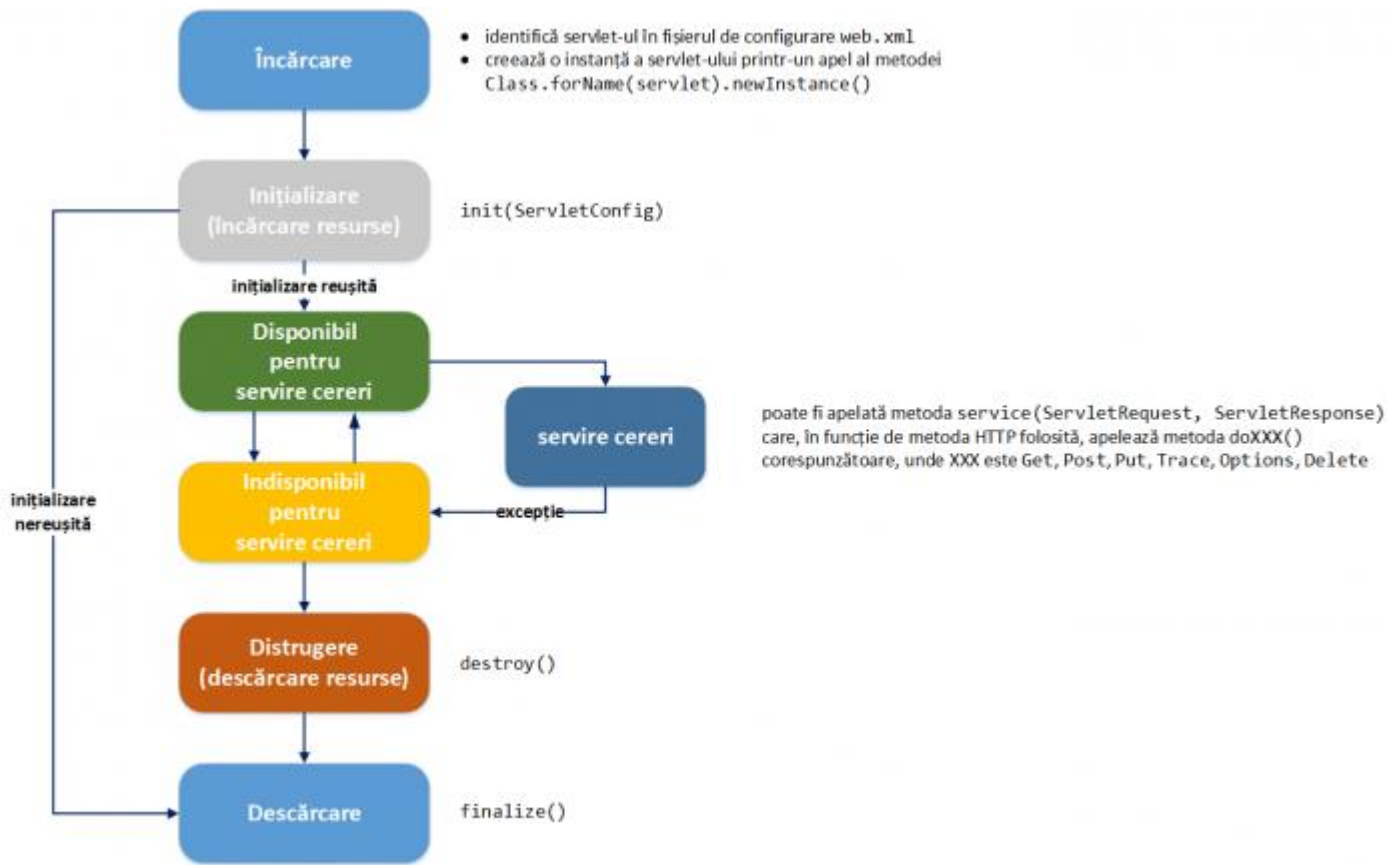 Încărcare
• identifică servlet-ul în fișierul de configurare web.xml
• creează o instanță a servlet-ului printr-un apel al metodei
Class.forName(servlet).newInstance()
Inițializare
(încărcare resurse)
init(ServletConfig)
inițializare reușită
Disponibil
pentru
servire cereri
servire cereri
poate fi apelată metoda service(ServletRequest, ServletResponse)
care, în funcție de metoda HTTP folosită, apelează metoda doXXX()
corespunzătoare, unde XXX este Get, Post, Put, Trace, Options, Delete
Indisponibil
pentru
servire cereri
excepție
inițializare
nereușită
Distrugere
(descărcare resurse)
destroy()
Descărcare
finalize()